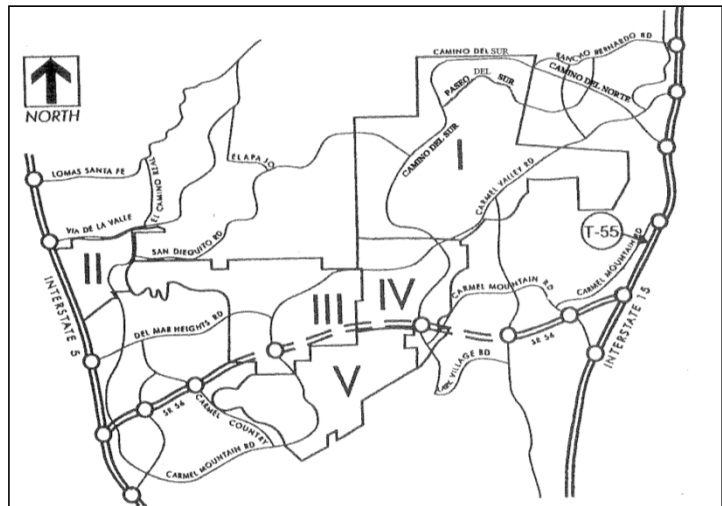 NORTH
CAMINO DEL SUR
RANCHO BERNARDO RD
PASEO DEL SUR
CAMINO DEL NORTE
LOMAS SANTA FE
EL CAMINO REAL
EL APAJO
CAMINO DEL SUR
I
CARMEL VALLEY RD
VIA DE LA VALLE
SAN DIEGUITO RD
II
T-55
CARMEL MOUNTAIN RD
INTERSTATE 5
III
IV
CARMEL MOUNTAIN RD
DEL MAR HEIGHTS RD
INTERSTATE 15
V
VILLAGE RD
SR 56
SR 56
CARMEL COUNTRY
CARMEL MOUNTAIN RD